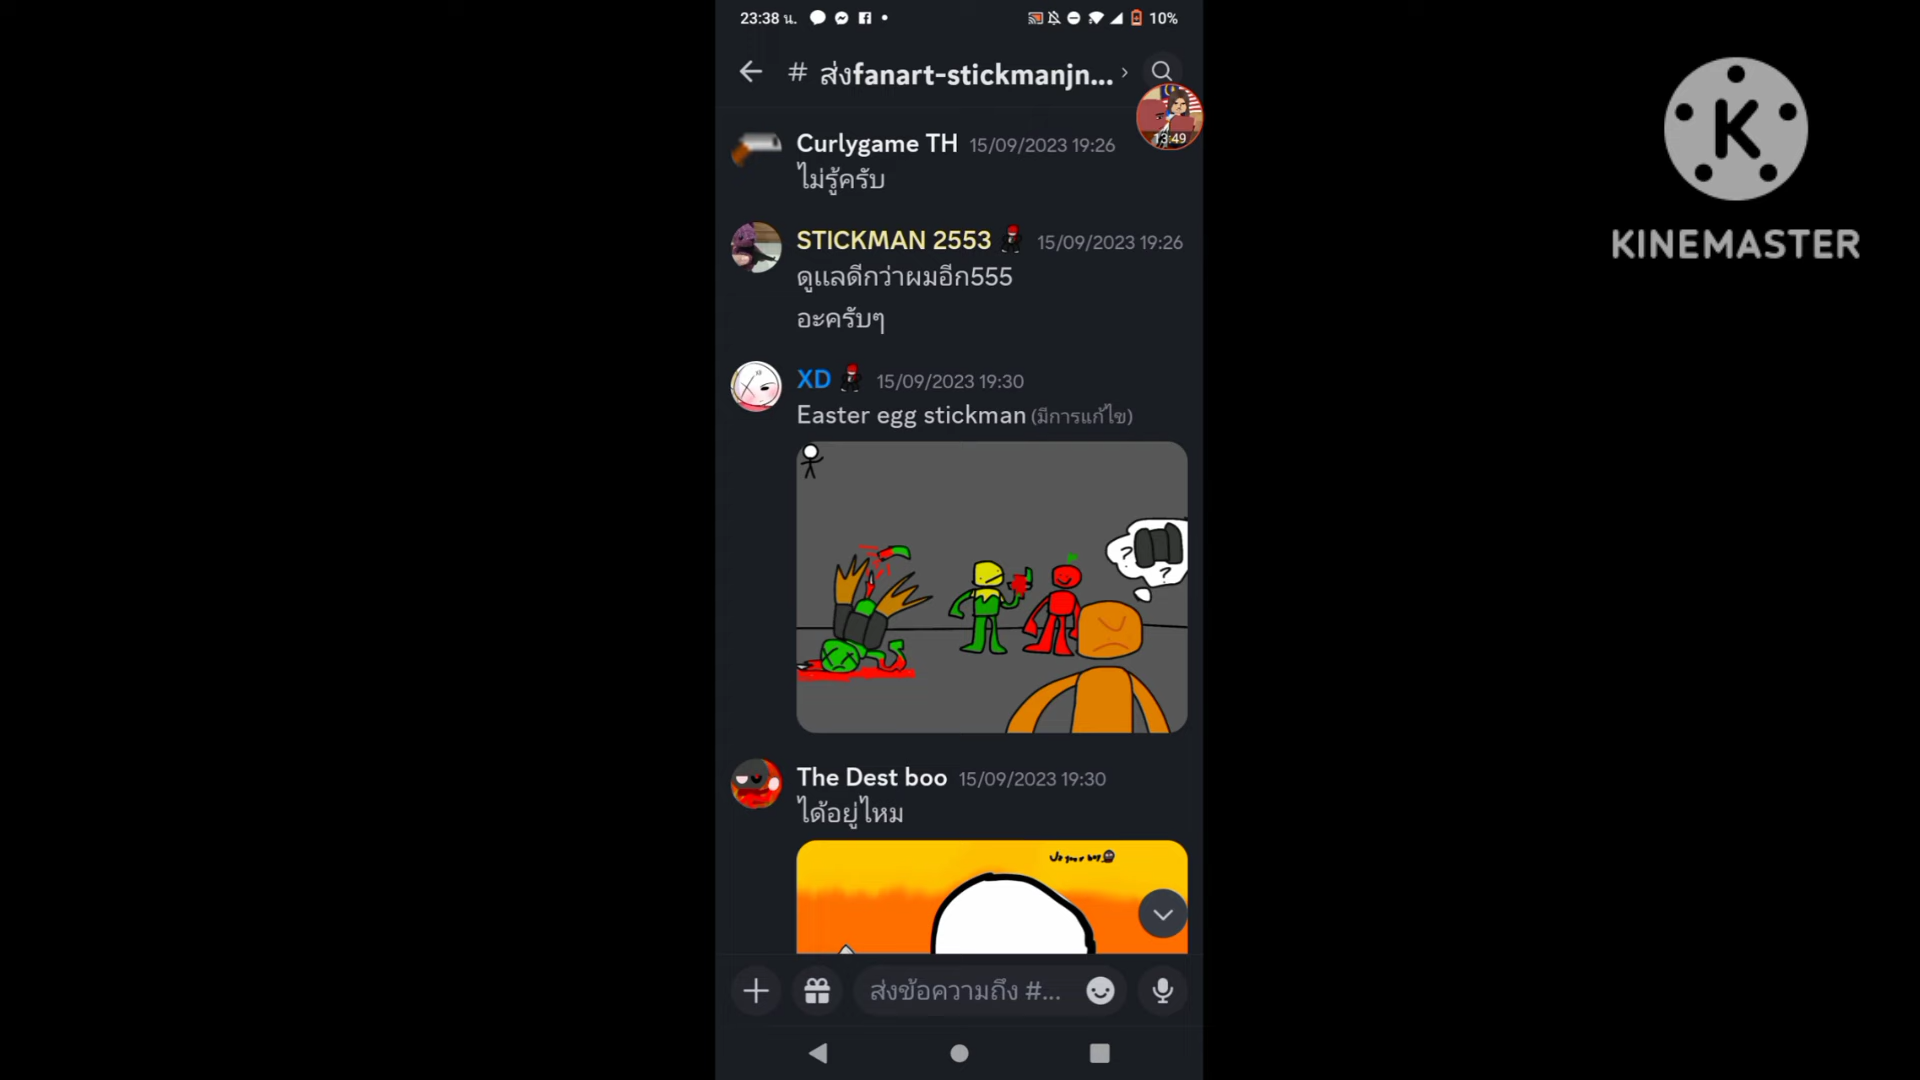 23:38 น.
10%
# ส่งfanart-stickmanjn...
13:49
Curlygame TH 15/09/2023 19:26
ไม่รู้ครับ
STICKMAN 2553 15/09/2023 19:26
ดูแลดีกว่าผมอีก555
อะครับๆ
XD 15/09/2023 19:30
Easter egg stickman (มีการแก้ไข)
?
?
The Dest boo 15/09/2023 19:30
ได้อยู่ไหม
ส่งข้อความถึง #...
K
KINEMASTER